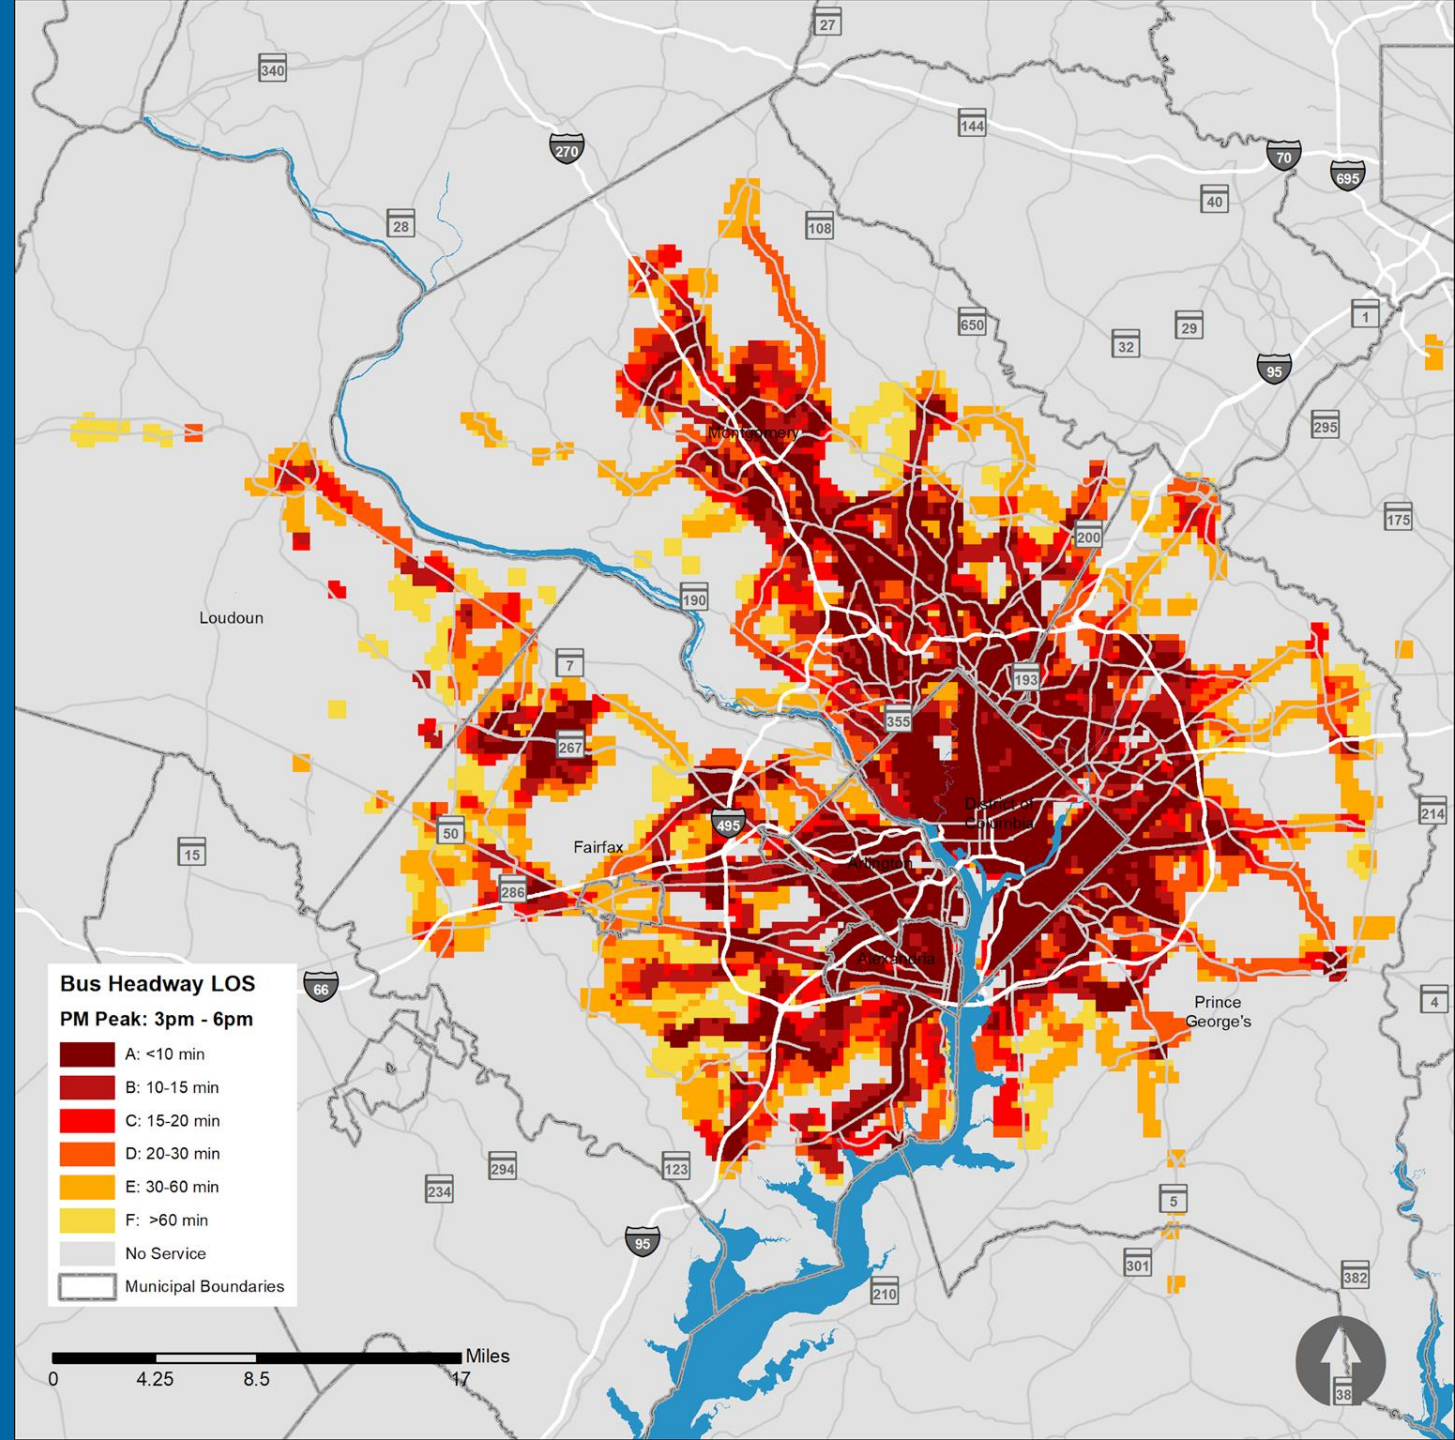 27
340
144
270
70
695
40
28
108
650
29
32
1
95
295
Montgomery
175
200
190
Loudoun
7
193
355
267
District of
Columbia
214
495
50
Fairfax
15
Arlington
286
Alexandria
66
4
Prince
George's
Bus Headway LOS
PM Peak: 3pm - 6pm
A: <10 min
B: 10-15 min
C: 15-20 min
D: 20-30 min
E: 30-60 min
F: >60 min
No Service
Municipal Boundaries
294
123
234
5
95
301
382
210
Miles
0 4.25 8.5 17
38